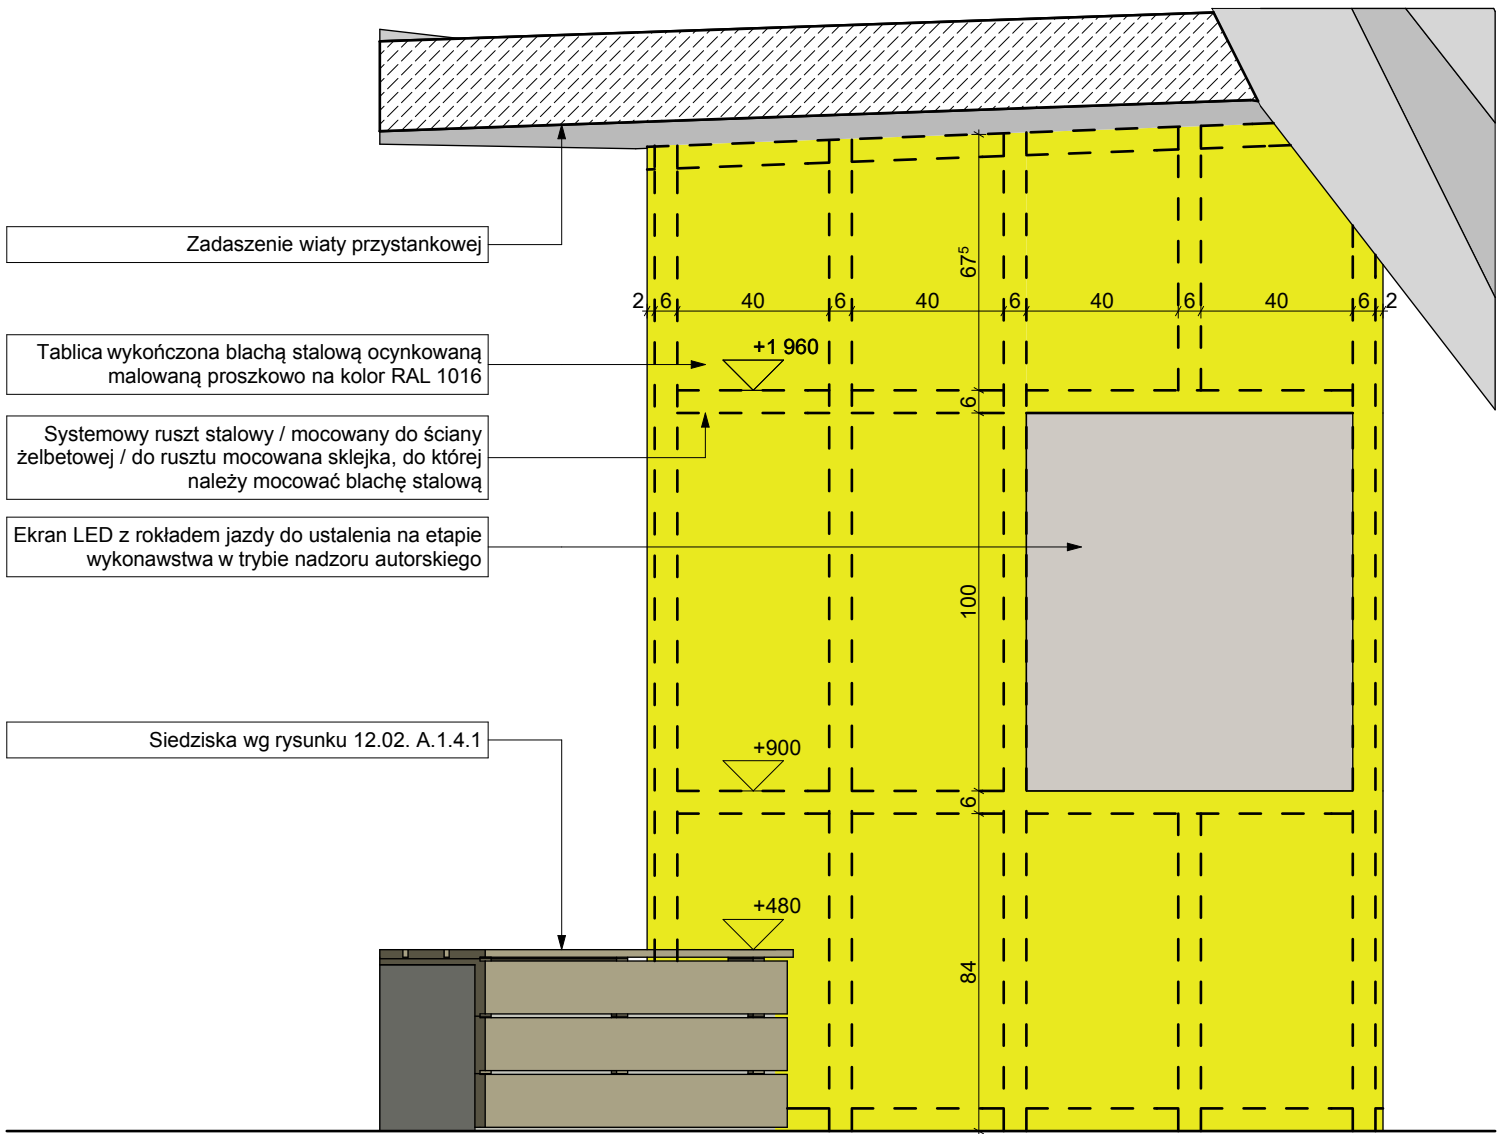 Zadaszenie wiaty przystankowej
67⁵
2 6 40 6 40 6 40 6 40 6 2
Tablica wykończona blachą stalową ocynkowaną
malowaną proszkowo na kolor RAL 1016
+1 960
6
Systemowy ruszt stalowy / mocowany do ściany
żelbetowej / do rusztu mocowana sklejka, do której
należy mocować blachę stalową
Ekran LED z rokładem jazdy do ustalenia na etapie
wykonawstwa w trybie nadzoru autorskiego
100
Siedziska wg rysunku 12.02. A.1.4.1
+900
6
+480
84